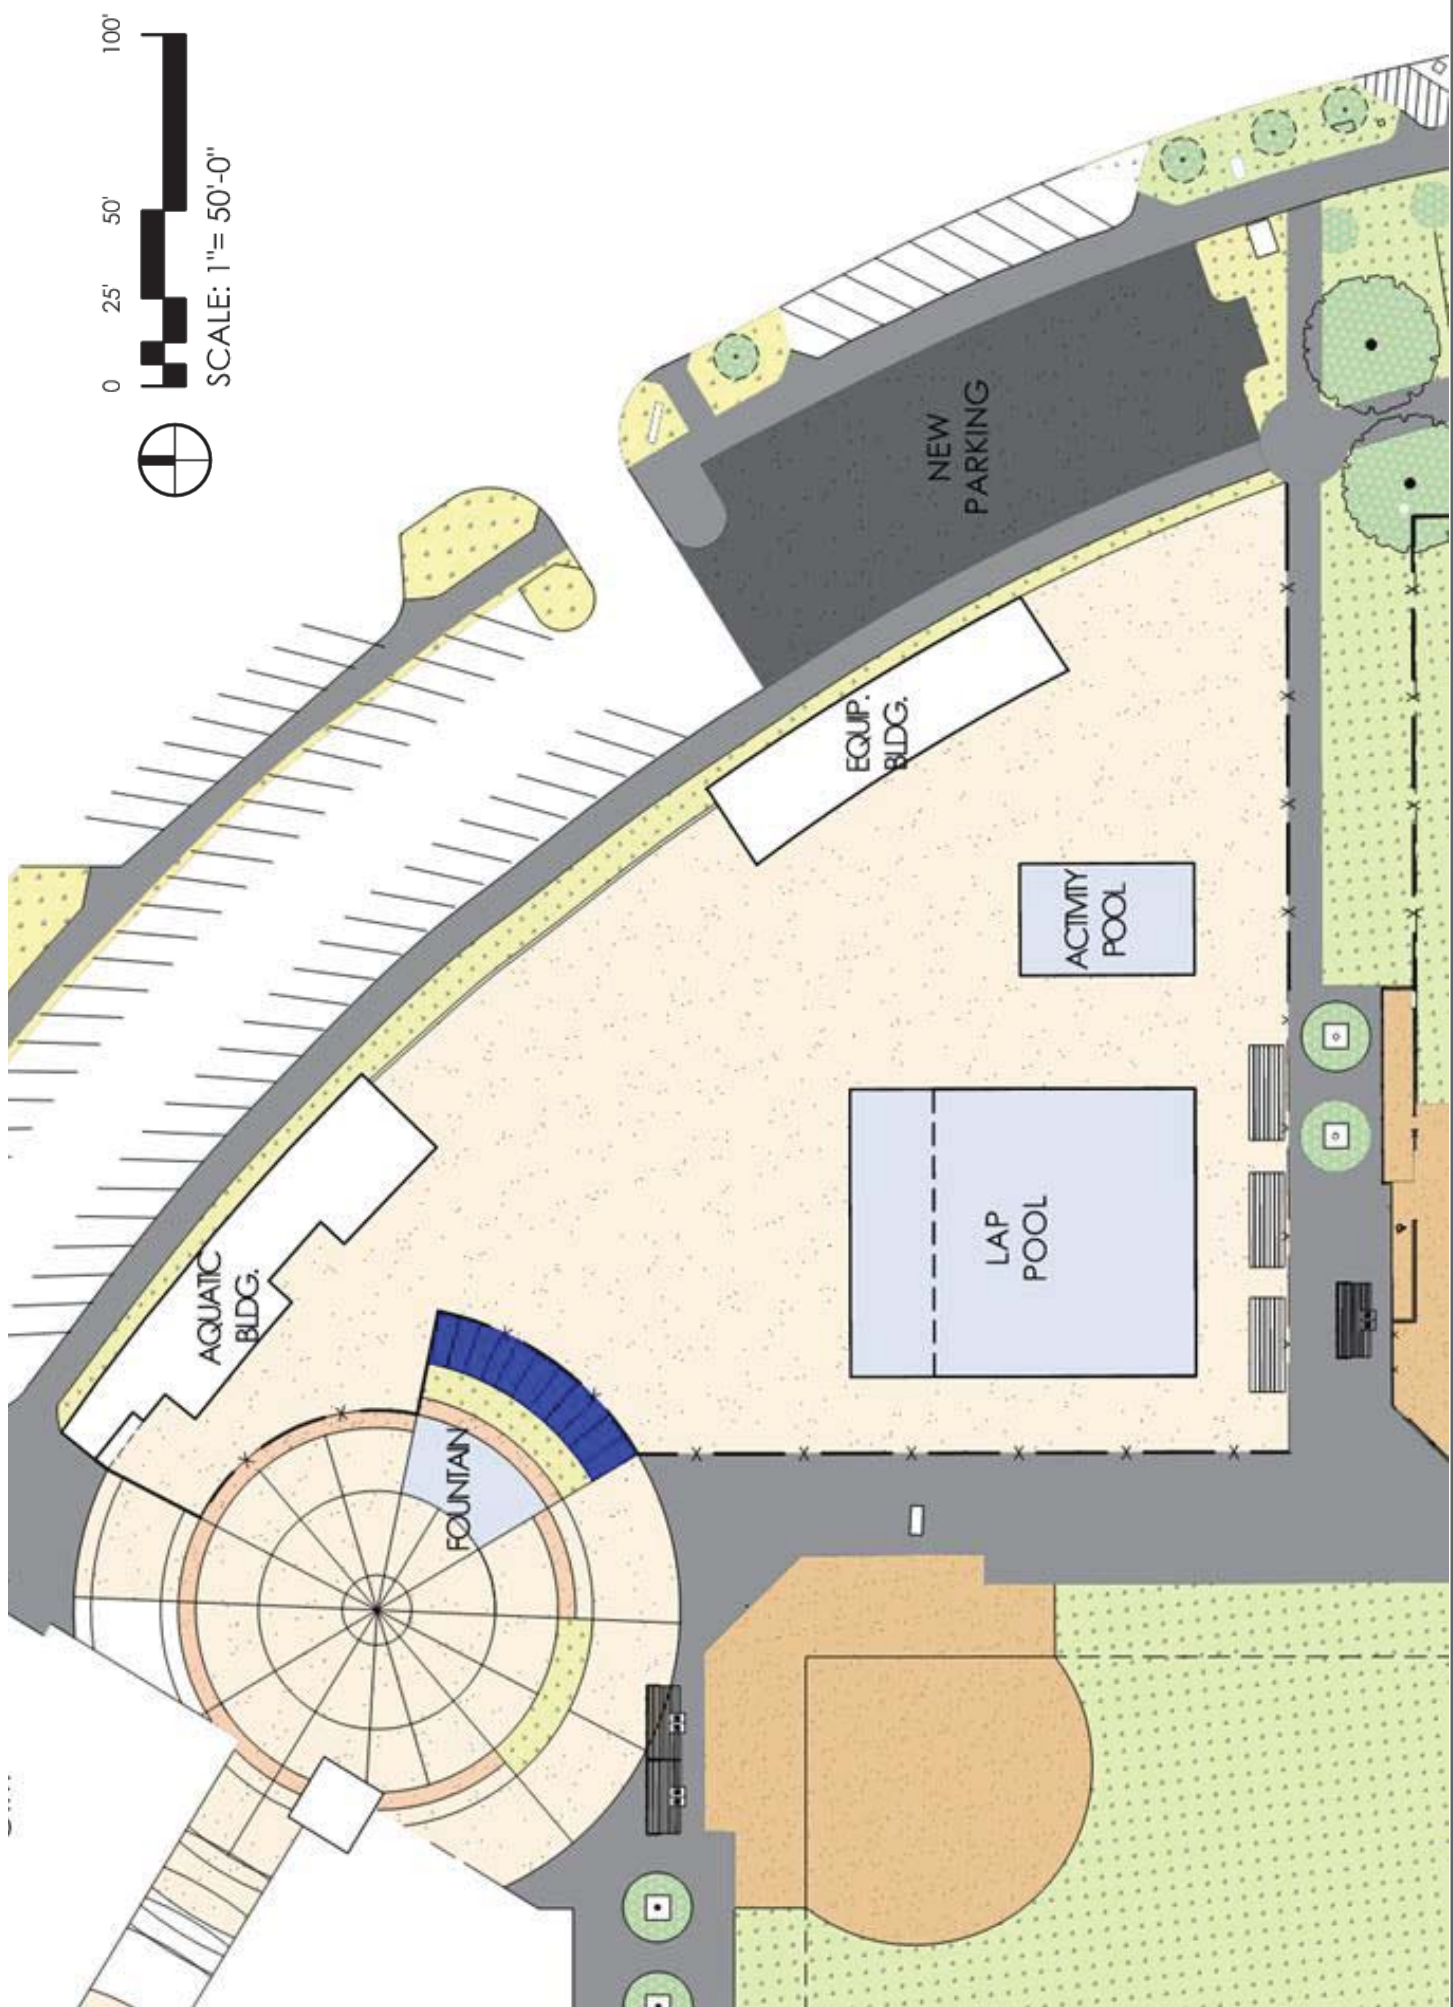 0 25' 50' 100'
SCALE: 1"= 50'-0"
NEW
PARKING
EQUIP.
BLDG.
ACTIVITY
POOL
AQUATIC
BLDG.
FOUNTAIN
LAP
POOL